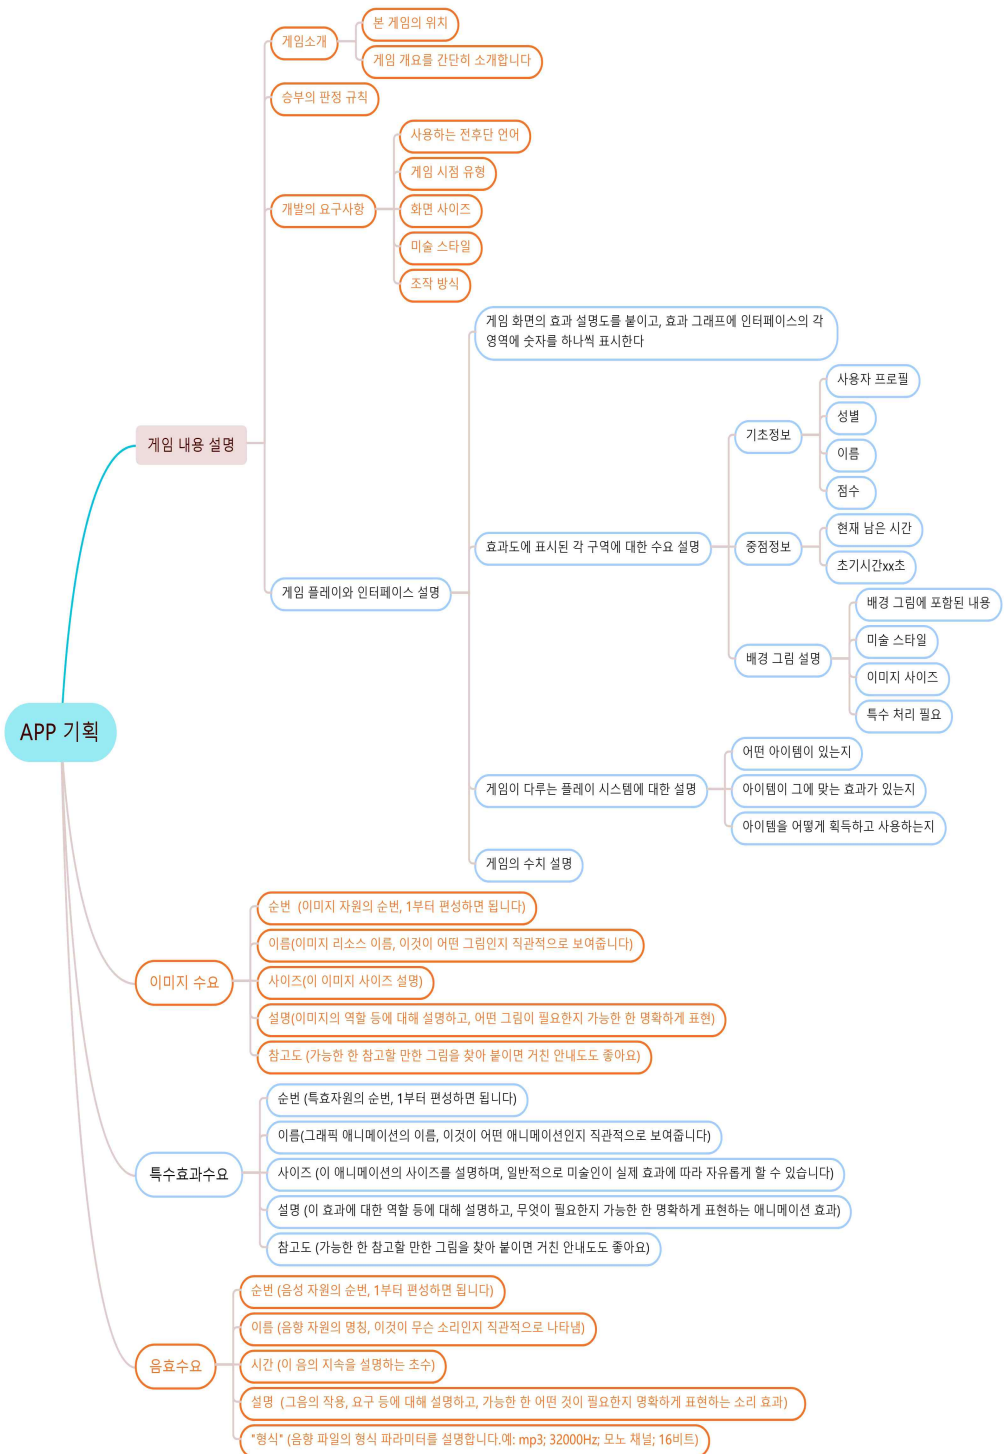 본 게임의 위치
게임소개
게임 개요를 간단히 소개합니다
승부의 판정 규칙
사용하는 전후단 언어
게임 시점 유형
개발의 요구사항
화면 사이즈
미술 스타일
조작 방식
게임 화면의 효과 설명도를 붙이고, 효과 그래프에 인터페이스의 각
영역에 숫자를 하나씩 표시한다
사용자 프로필
성별
기초정보
이름
점수
게임 내용 설명
현재 남은 시간
효과도에 표시된 각 구역에 대한 수요 설명
중점정보
초기시간xx초
게임 플레이와 인터페이스 설명
배경 그림에 포함된 내용
미술 스타일
배경 그림 설명
이미지 사이즈
특수 처리 필요
APP 기획
어떤 아이템이 있는지
게임이 다루는 플레이 시스템에 대한 설명
아이템이 그에 맞는 효과가 있는지
아이템을 어떻게 획득하고 사용하는지
게임의 수치 설명
순번 (이미지 자원의 순번, 1부터 편성하면 됩니다)
이름(이미지 리소스 이름, 이것이 어떤 그림인지 직관적으로 보여줍니다)
이미지 수요
사이즈(이 이미지 사이즈 설명)
설명(이미지의 역할 등에 대해 설명하고, 어떤 그림이 필요한지 가능한 한 명확하게 표현)
참고도 (가능한 한 참고할 만한 그림을 찾아 붙이면 거친 안내도도 좋아요)
순번 (특효자원의 순번, 1부터 편성하면 됩니다)
이름(그래픽 애니메이션의 이름, 이것이 어떤 애니메이션인지 직관적으로 보여줍니다)
특수효과수요
사이즈 (이 애니메이션의 사이즈를 설명하며, 일반적으로 미술인이 실제 효과에 따라 자유롭게 할 수 있습니다)
설명 (이 효과에 대한 역할 등에 대해 설명하고, 무엇이 필요한지 가능한 한 명확하게 표현하는 애니메이션 효과)
참고도 (가능한 한 참고할 만한 그림을 찾아 붙이면 거친 안내도도 좋아요)
순번 (음성 자원의 순번, 1부터 편성하면 됩니다)
이름 (음향 자원의 명칭, 이것이 무슨 소리인지 직관적으로 나타냄)
음효수요
시간 (이 음의 지속을 설명하는 초수)
설명 (그음의 작용, 요구 등에 대해 설명하고, 가능한 한 어떤 것이 필요한지 명확하게 표현하는 소리 효과)
"형식" (음향 파일의 형식 파라미터를 설명합니다.예: mp3; 32000Hz; 모노 채널; 16비트)